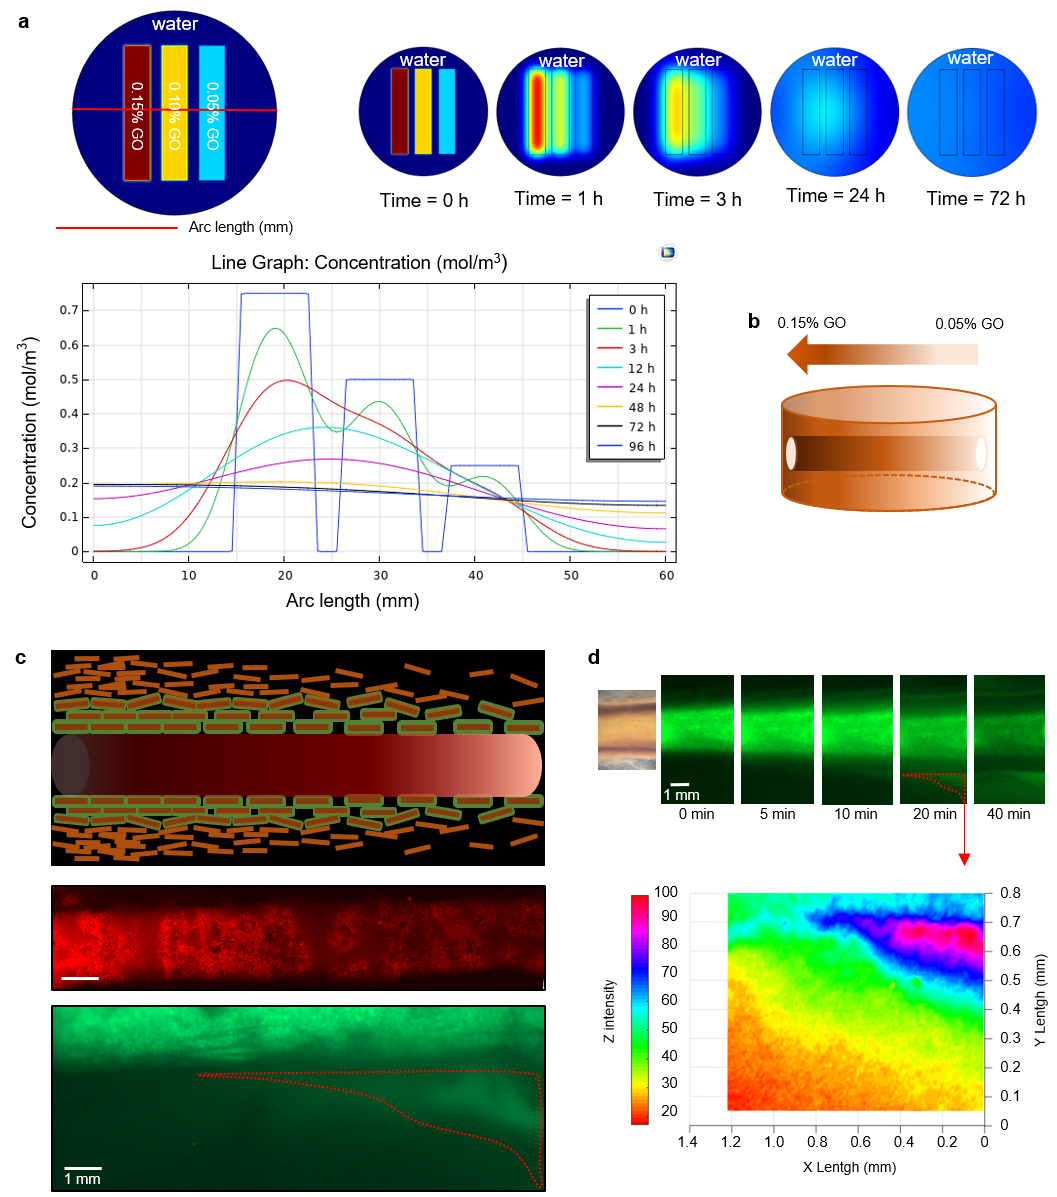 a
water
0.15% GO
0.10% GO
0.05% GO
Arc length (mm)
water
water
water
water
water
Time = 0 h
Time = 1 h
Time = 3 h
Time = 24 h
Time = 72 h
Line Graph: Concentration (mol/m³)
Concentration (mol/m³)
0.7
0.6
0.5
0.4
0.3
0.2
0.1
0
0
10
20
30
40
50
60
Arc length (mm)
0 h
1 h
3 h
12 h
24 h
48 h
72 h
96 h
b
0.15% GO
0.05% GO
c
1 mm
d
1 mm
0 min
5 min
10 min
20 min
40 min
Z intensity
100
90
80
70
60
50
40
30
20
0.8
0.7
0.6
0.5
0.4
0.3
0.2
0.1
0
Y Lentgh (mm)
1.4
1.2
1.0
0.8
0.6
0.4
0.2
0
X Lentgh (mm)